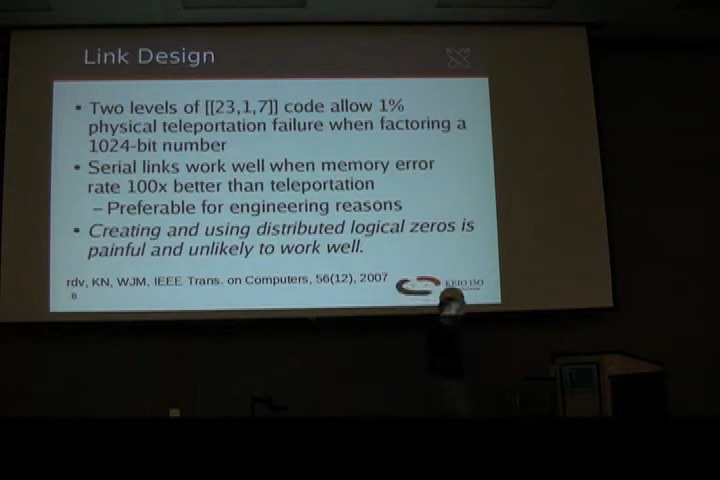 Link Design
• Two levels of [[23,1,7]] code allow 1%
physical teleportation failure when factoring a
1024-bit number
• Serial links work well when memory error
rate 100x better than teleportation
– Preferable for engineering reasons
• Creating and using distributed logical zeros is
painful and unlikely to work well.
rdv, KN, WJM, IEEE Trans. on Computers, 56(12), 2007
KEIO 150